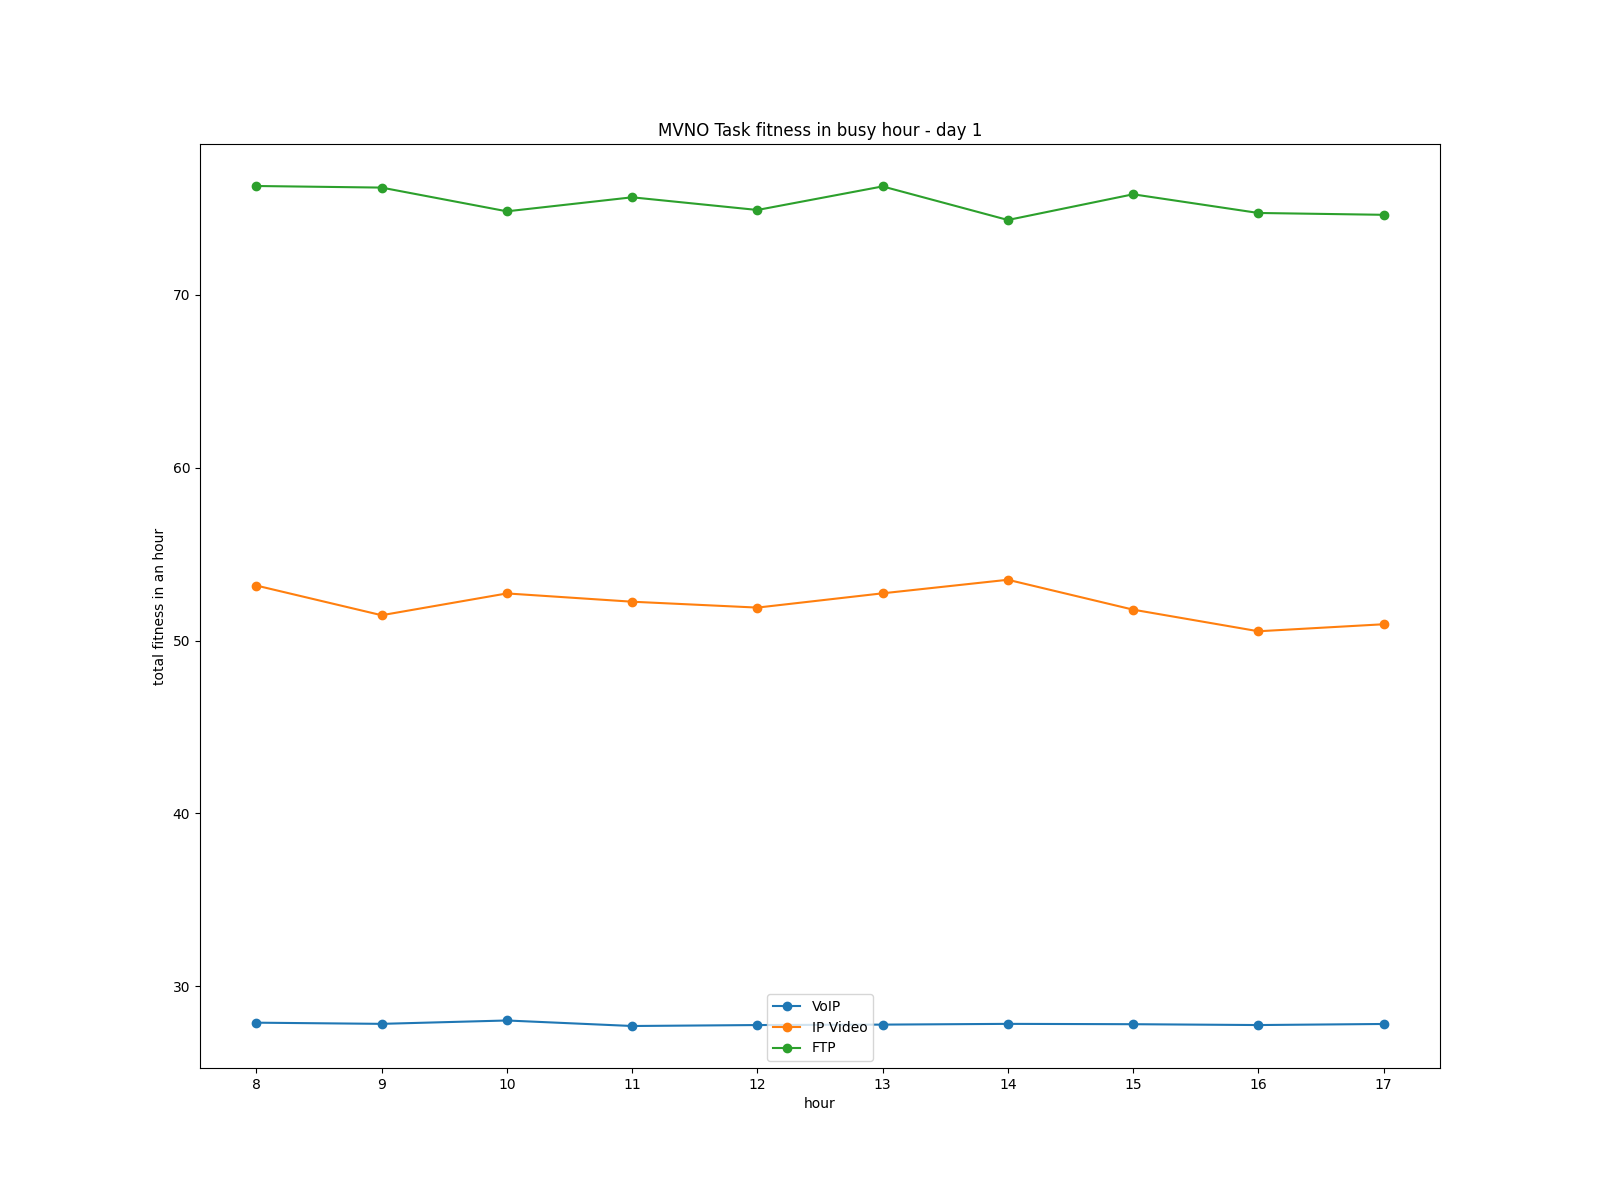 MVNO Task fitness in busy hour - day 1
total fitness in an hour
70
60
50
40
30
VoIP
IP Video
FTP
8 9 10 11 12 13 14 15 16 17
hour